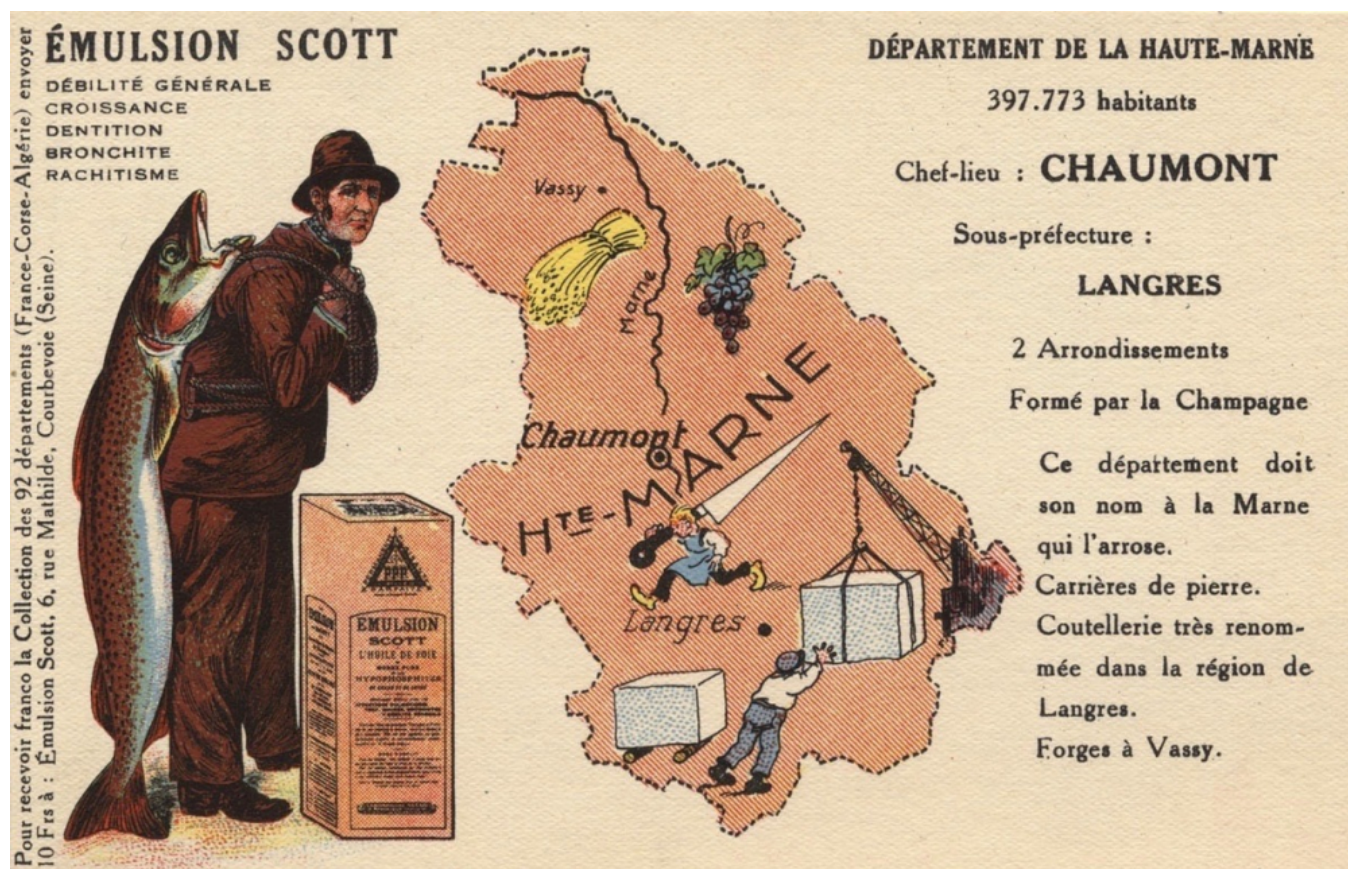 Pour recevoir franco la Collection des 92 départements (France-Corse-Algérie) envoyer
10 Frs à : Émulsion Scott, 6, rue Mathilde, Courbevoie (Seine).
ÉMULSION SCOTT
DÉBILITÉ GÉNÉRALE
CROISSANCE
DENTITION
BRONCHITE
RACHITISME
PPP
EMULSION
SCOTT
L'HUILE DE FOIE
Vassy
Marne
Chaumont
HTE-MARNE
Langres
DÉPARTEMENT DE LA HAUTE-MARNE
397.773 habitants
Chef-lieu : CHAUMONT
Sous-préfecture :
LANGRES
2 Arrondissements
Formé par la Champagne
Ce département doit
son nom à la Marne
qui l'arrose.
Carrières de pierre.
Coutellerie très renom-
mée dans la région de
Langres.
Forges à Vassy.